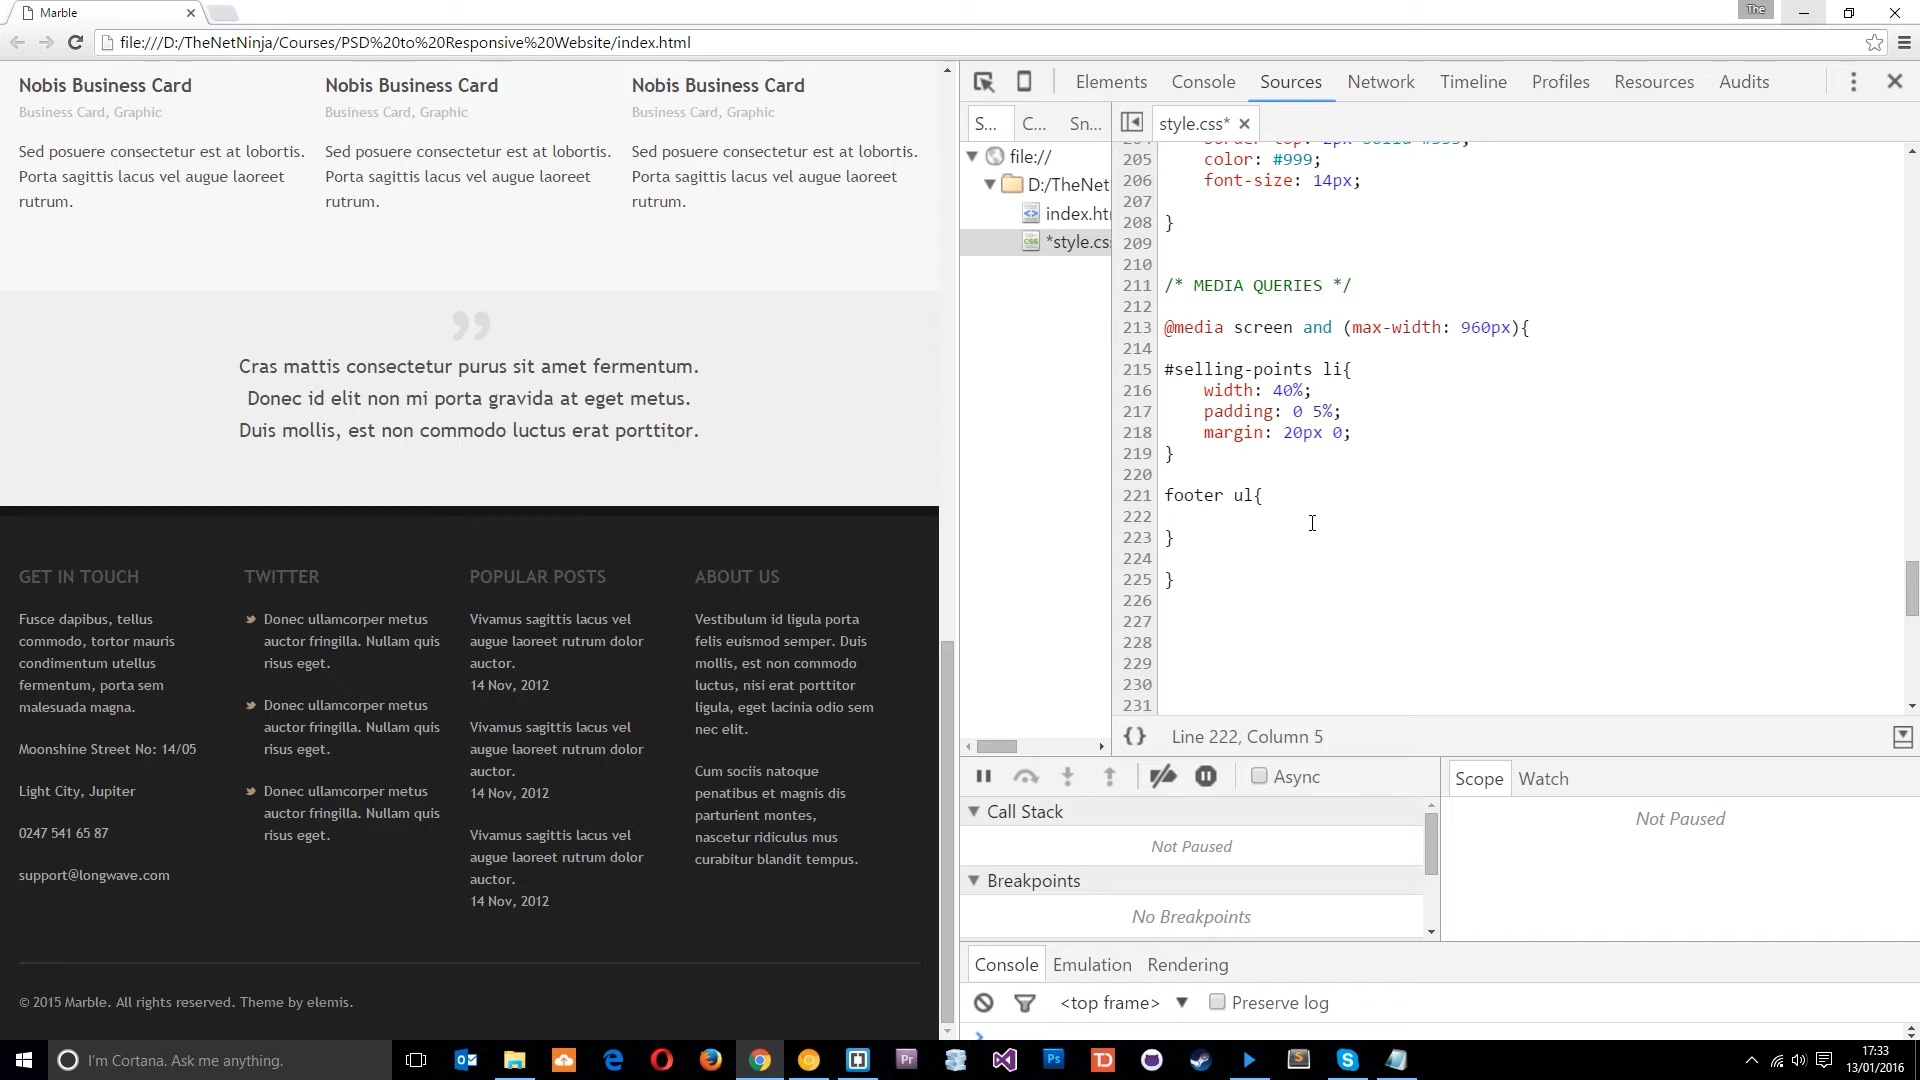 Marble
The
file:///D:/TheNetNinja/Courses/PSD%20to%20Responsive%20Website/index.html
Nobis Business Card
Business Card, Graphic
Sed posuere consectetur est at lobortis.
Porta sagittis lacus vel augue laoreet
rutrum.
Nobis Business Card
Business Card, Graphic
Sed posuere consectetur est at lobortis.
Porta sagittis lacus vel augue laoreet
rutrum.
Nobis Business Card
Business Card, Graphic
Sed posuere consectetur est at lobortis.
Porta sagittis lacus vel augue laoreet
rutrum.
Cras mattis consectetur purus sit amet fermentum.
Donec id elit non mi porta gravida at eget metus.
Duis mollis, est non commodo luctus erat porttitor.
GET IN TOUCH
Fusce dapibus, tellus
commodo, tortor mauris
condimentum utellus
fermentum, porta sem
malesuada magna.
Moonshine Street No: 14/05
Light City, Jupiter
0247 541 65 87
support@longwave.com
TWITTER
Donec ullamcorper metus
auctor fringilla. Nullam quis
risus eget.
Donec ullamcorper metus
auctor fringilla. Nullam quis
risus eget.
Donec ullamcorper metus
auctor fringilla. Nullam quis
risus eget.
POPULAR POSTS
Vivamus sagittis lacus vel
augue laoreet rutrum dolor
auctor.
14 Nov, 2012
Vivamus sagittis lacus vel
augue laoreet rutrum dolor
auctor.
14 Nov, 2012
Vivamus sagittis lacus vel
augue laoreet rutrum dolor
auctor.
14 Nov, 2012
ABOUT US
Vestibulum id ligula porta
felis euismod semper. Duis
mollis, est non commodo
luctus, nisi erat porttitor
ligula, eget lacinia odio sem
nec elit.
Cum sociis natoque
penatibus et magnis dis
parturient montes,
nascetur ridiculus mus
curabitur blandit tempus.
© 2015 Marble. All rights reserved. Theme by elemis.
Elements Console Sources Network Timeline Profiles Resources Audits
S... C... Sn...
style.css*
file://
D:/TheNet
index.ht
*style.cs
204 border-top: 2px solid #333;
205 color: #999;
206 font-size: 14px;
207
208 }
209
210
211 /* MEDIA QUERIES */
212
213 @media screen and (max-width: 960px){
214
215 #selling-points li{
216 width: 40%;
217 padding: 0 5%;
218 margin: 20px 0;
219 }
220
221 footer ul{
222
223 }
224
225 }
226
227
228
229
230
231
{} Line 222, Column 5
Async
Call Stack
Not Paused
Breakpoints
No Breakpoints
Scope Watch
Not Paused
Console Emulation Rendering
<top frame> Preserve log
I'm Cortana. Ask me anything.
17:33
13/01/2016